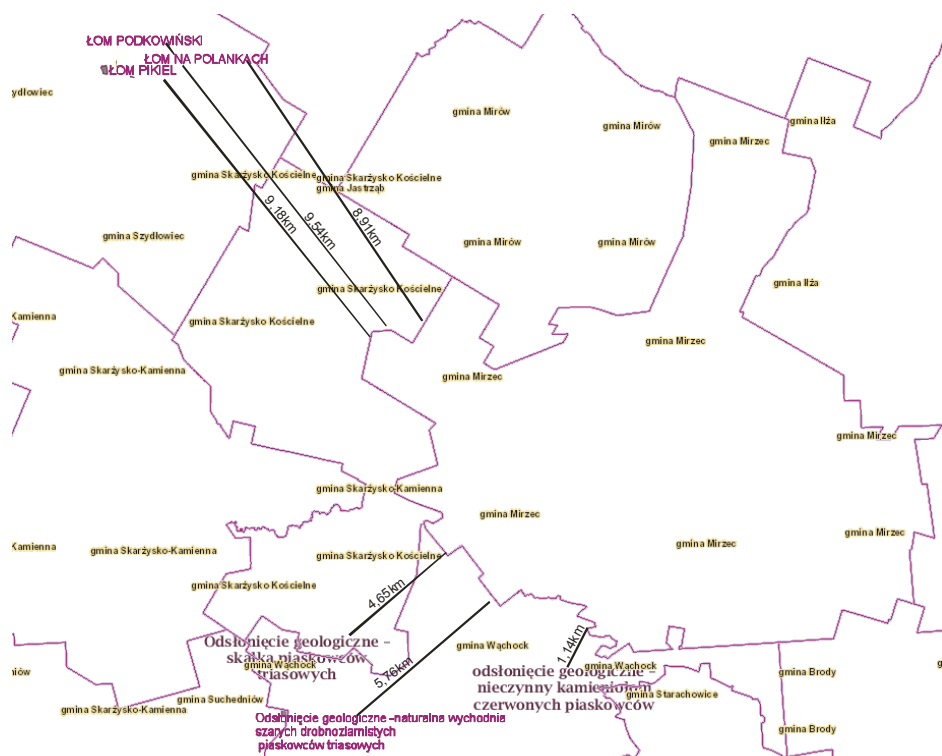 ŁOM PODKOWIŃSKI
ŁOM NA POLANKACH
ŁOM PIKIEL
zydłowiec
gmina Mirów
gmina Mirów
gmina Iłża
gmina Mirzec
gmina Skarżysko Kościelne
gmina Skarżysko Kościelne
gmina Jastrząb
9,18km
9,54km
8,91km
gmina Szydłowiec
gmina Mirów
gmina Mirów
gmina Skarżysko Kościelne
gmina Iłża
Kamienna
gmina Skarżysko Kościelne
gmina Mirzec
gmina Skarżysko-Kamienna
gmina Mirzec
gmina Mirzec
gmina Skarżysko-Kamienna
gmina Mirzec
gmina Mirzec
Kamienna
gmina Skarżysko-Kamienna
gmina Skarżysko Kościelne
gmina Mirzec
gmina Skarżysko Kościelne
4,65km
Odsłonięcie geologiczne –
skałka piaskowców
triasowych
gmina Wąchock
5,76km
gmina Wąchock
1,14km
odsłonięcie geologiczne –
nieczynny kamieniołom
czerwonych piaskowców
gmina Wąchock
gmina Starachowice
gmina Brody
niów
gmina Suchedniów
gmina Skarżysko-Kamienna
Odsłonięcie geologiczne –naturalna wychodnia
szarych drobnoziarnistych
piaskowców triasowych
gmina Brody